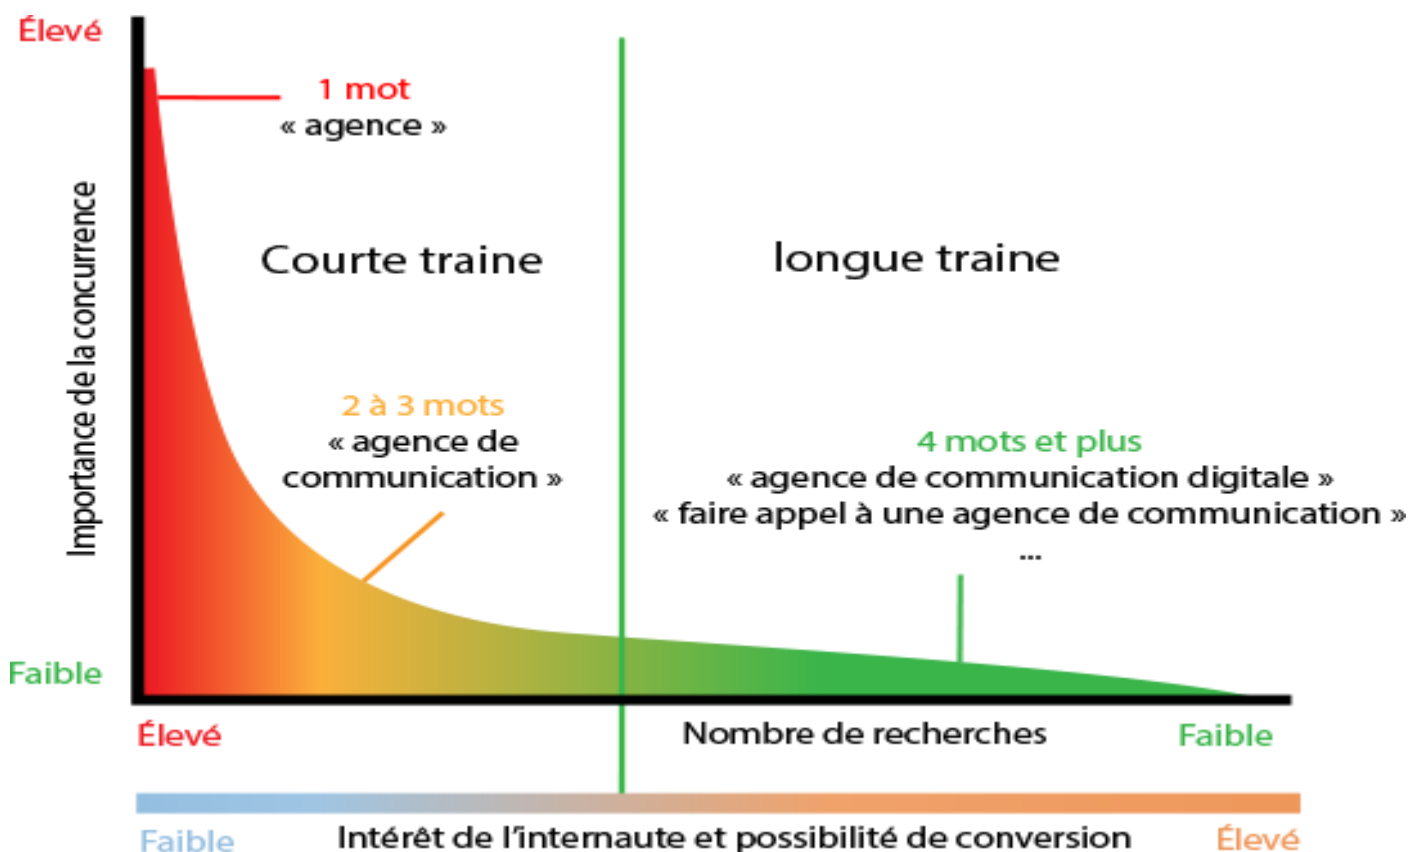 Élevé
1 mot
« agence »
Importance de la concurrence
Courte traine
longue traine
2 à 3 mots
« agence de
communication »
4 mots et plus
« agence de communication digitale »
« faire appel à une agence de communication »
...
Faible
Élevé
Nombre de recherches
Faible
Faible
Intérêt de l'internaute et possibilité de conversion
Élevé